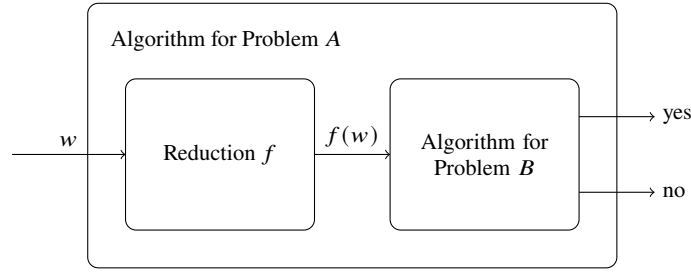 Algorithm for Problem A
w
Reduction f
f(w)
Algorithm for
Problem B
yes
no